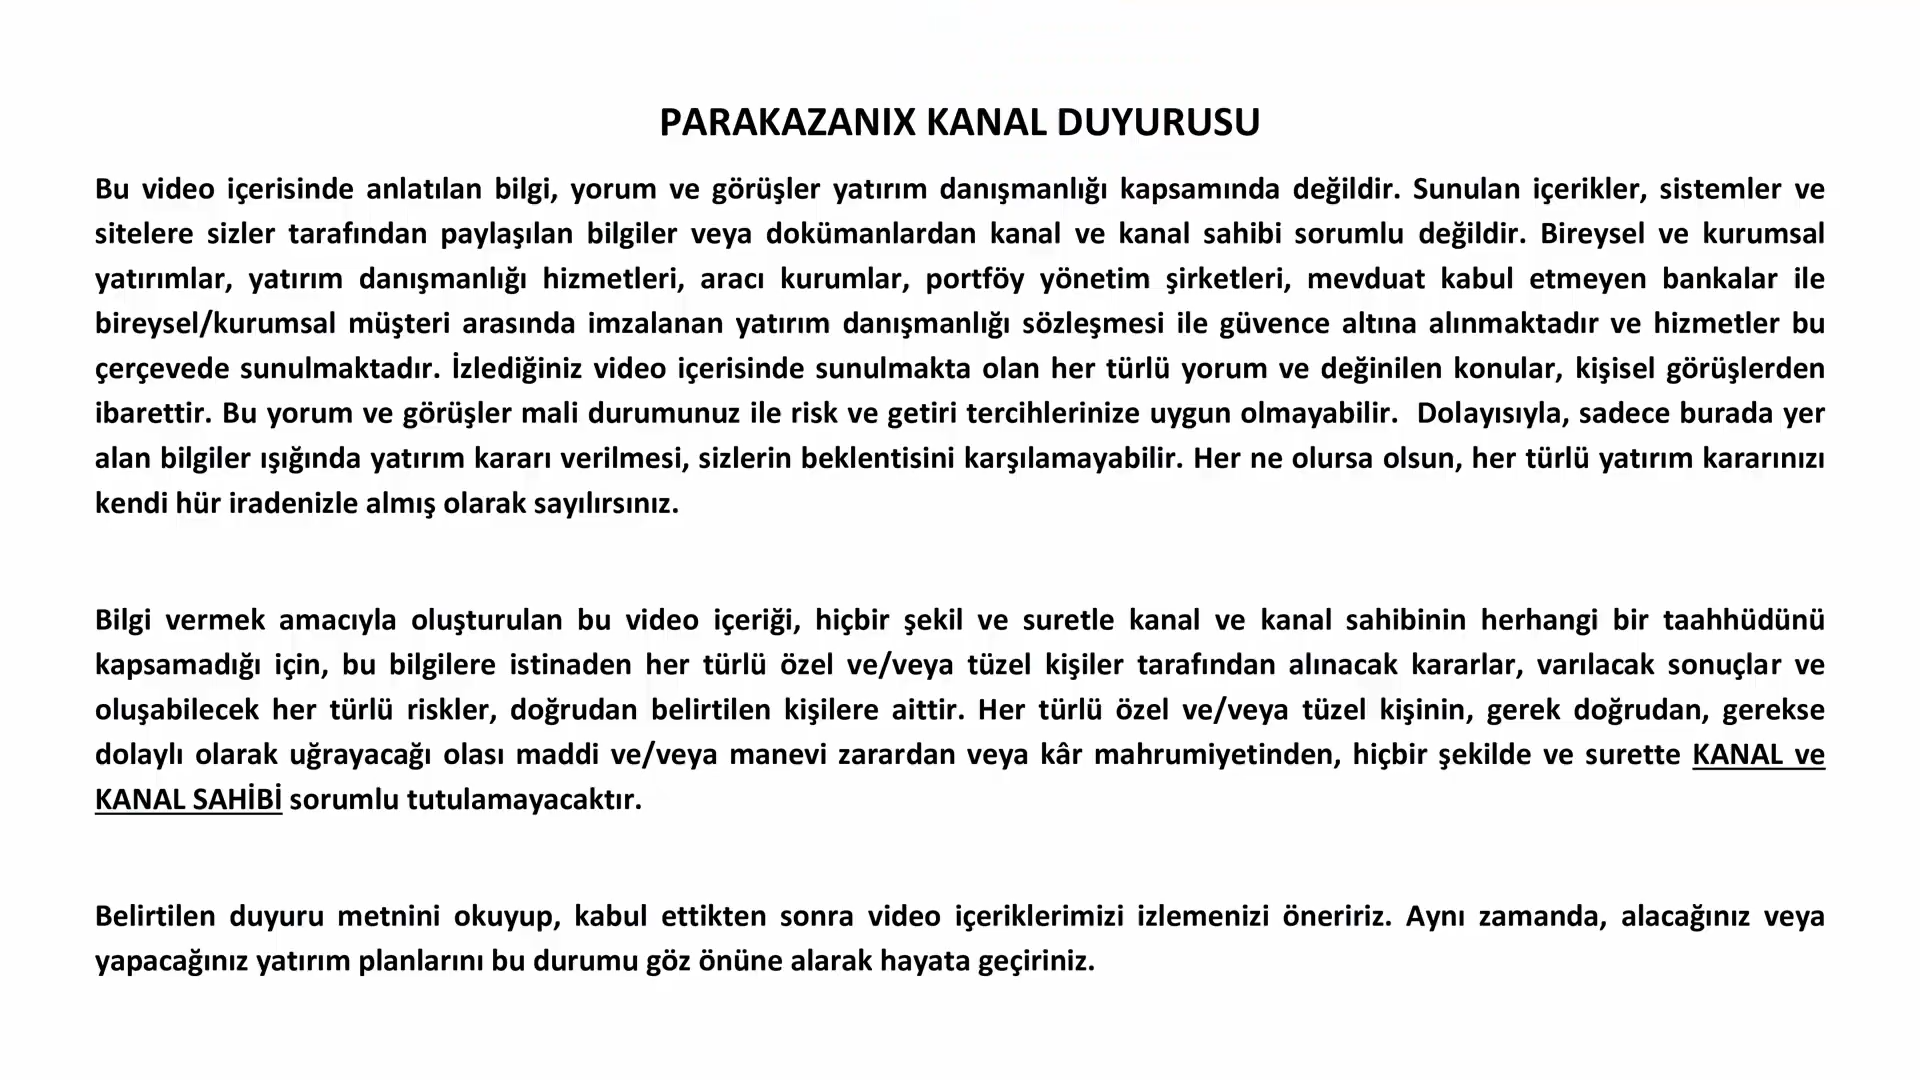 PARAKAZANIX KANAL DUYURUSU
Bu video içerisinde anlatılan bilgi, yorum ve görüşler yatırım danışmanlığı kapsamında değildir. Sunulan içerikler, sistemler ve
sitelere sizler tarafından paylaşılan bilgiler veya dokümanlardan kanal ve kanal sahibi sorumlu değildir. Bireysel ve kurumsal
yatırımlar, yatırım danışmanlığı hizmetleri, aracı kurumlar, portföy yönetim şirketleri, mevduat kabul etmeyen bankalar ile
bireysel/kurumsal müşteri arasında imzalanan yatırım danışmanlığı sözleşmesi ile güvence altına alınmaktadır ve hizmetler bu
çerçevede sunulmaktadır. İzlediğiniz video içerisinde sunulmakta olan her türlü yorum ve değinilen konular, kişisel görüşlerden
ibarettir. Bu yorum ve görüşler mali durumunuz ile risk ve getiri tercihlerinize uygun olmayabilir. Dolayısıyla, sadece burada yer
alan bilgiler ışığında yatırım kararı verilmesi, sizlerin beklentisini karşılamayabilir. Her ne olursa olsun, her türlü yatırım kararınızı
kendi hür iradenizle almış olarak sayılırsınız.
Bilgi vermek amacıyla oluşturulan bu video içeriği, hiçbir şekil ve suretle kanal ve kanal sahibinin herhangi bir taahhüdünü
kapsamadığı için, bu bilgilere istinaden her türlü özel ve/veya tüzel kişiler tarafından alınacak kararlar, varılacak sonuçlar ve
oluşabilecek her türlü riskler, doğrudan belirtilen kişilere aittir. Her türlü özel ve/veya tüzel kişinin, gerek doğrudan, gerekse
dolaylı olarak uğrayacağı olası maddi ve/veya manevi zarardan veya kâr mahrumiyetinden, hiçbir şekilde ve surette KANAL ve
KANAL SAHİBİ sorumlu tutulamayacaktır.
Belirtilen duyuru metnini okuyup, kabul ettikten sonra video içeriklerimizi izlemenizi öneririz. Aynı zamanda, alacağınız veya
yapacağınız yatırım planlarını bu durumu göz önüne alarak hayata geçiriniz.